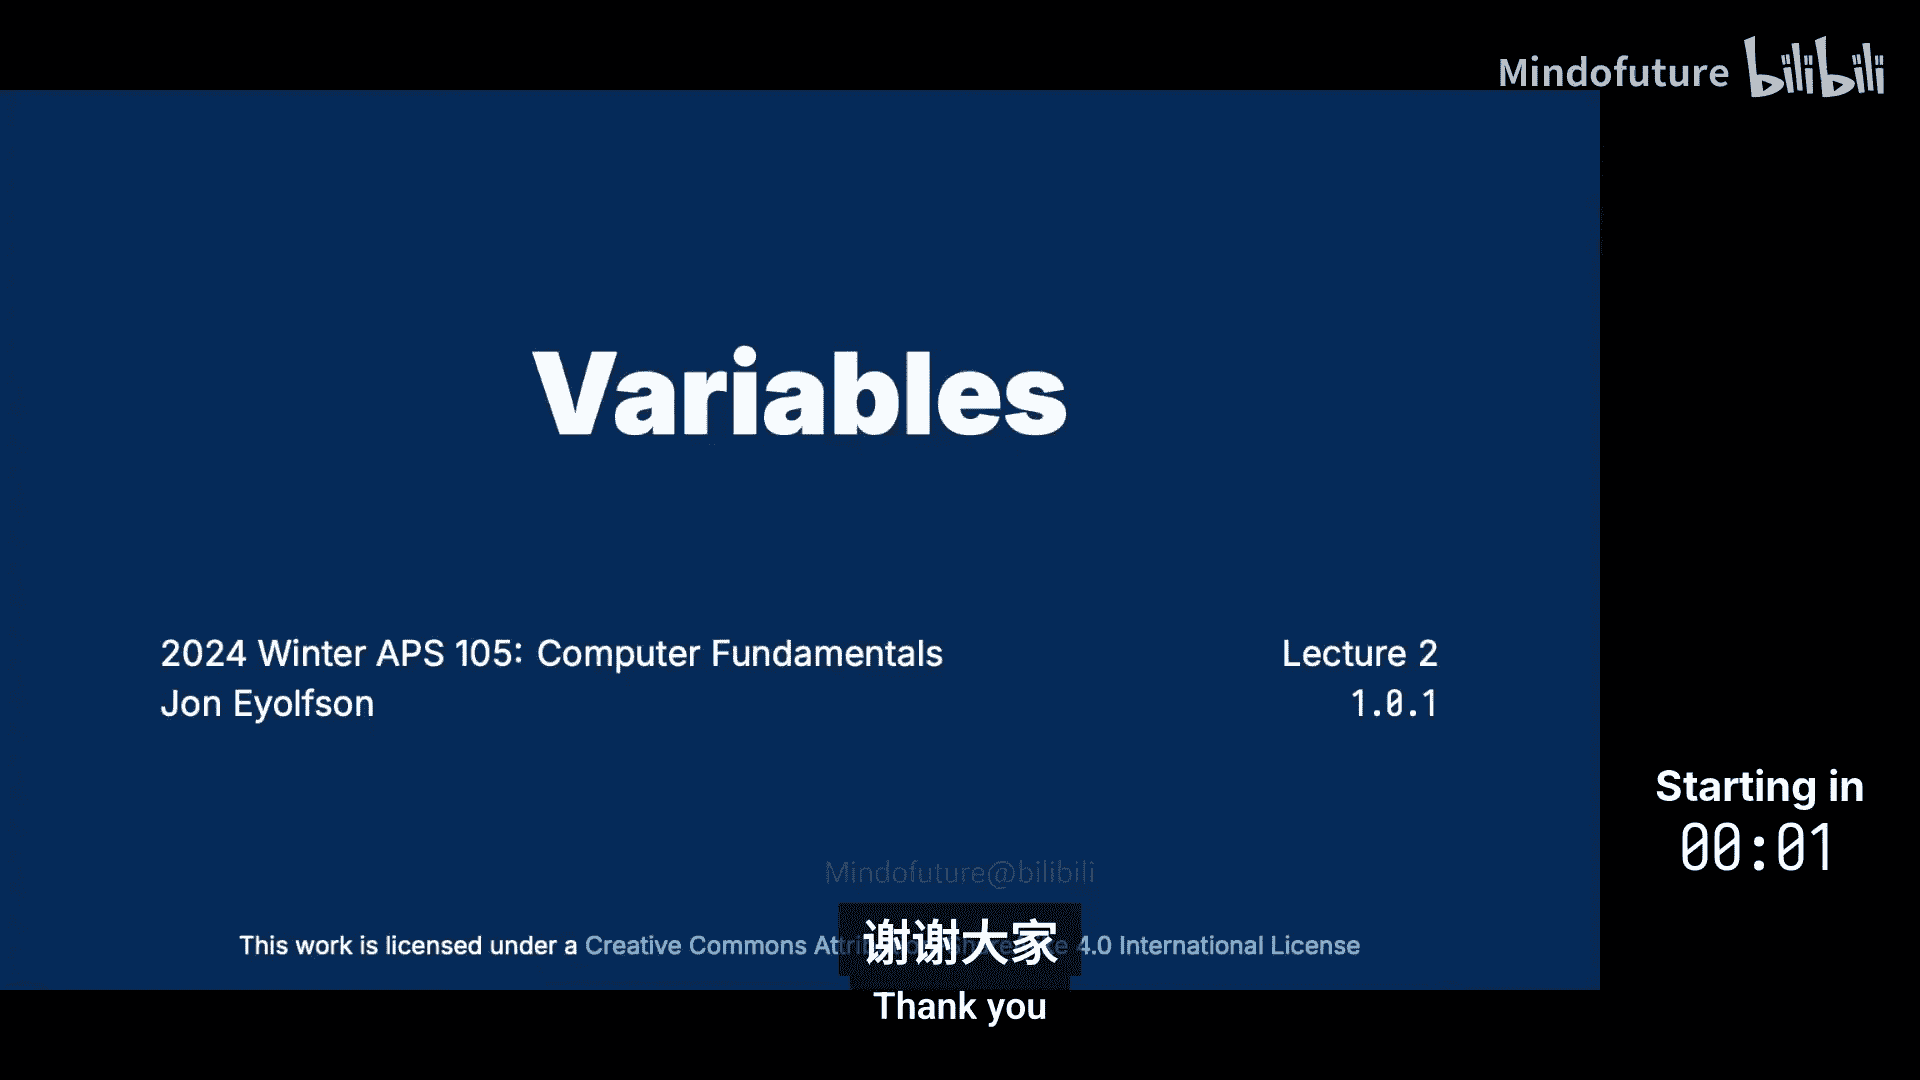 Mindofuture bilibili
Variables
2024 Winter APS 105: Computer Fundamentals
Lecture 2
Jon Eyolfson
1.0.1
Starting in
00:01
Mindofuture@bilibili
This work is licensed under a Creative Commons 4.0 International License
谢谢大家
Thank you